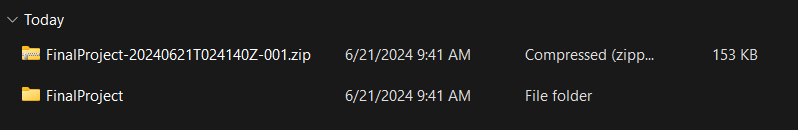 Today
FinalProject-20240621T024140Z-001.zip 6/21/2024 9:41 AM Compressed (zipp... 153 KB
FinalProject 6/21/2024 9:41 AM File folder